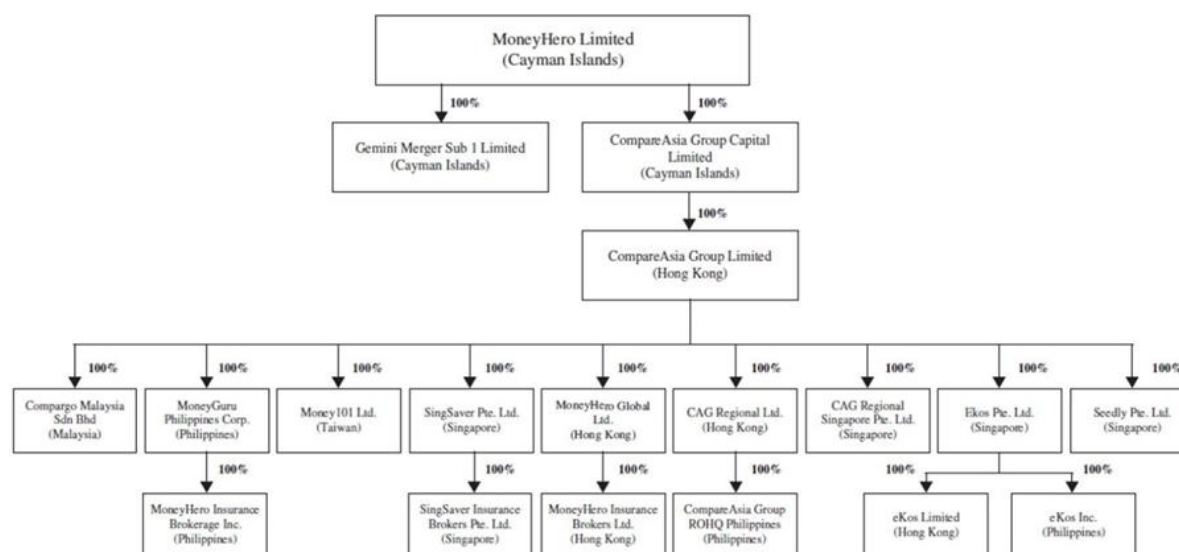 MoneyHero Limited
(Cayman Islands)
100%
100%
Gemini Merger Sub 1 Limited
(Cayman Islands)
CompareAsia Group Capital
Limited
(Cayman Islands)
100%
CompareAsia Group Limited
(Hong Kong)
100%
100%
100%
100%
100%
100%
100%
100%
100%
Compargo Malaysia
Sdn Bhd
(Malaysia)
MoneyGuru
Philippines Corp.
(Philippines)
Money101 Ltd.
(Taiwan)
SingSaver Pte. Ltd.
(Singapore)
MoneyHero Global
Ltd.
(Hong Kong)
CAG Regional Ltd.
(Hong Kong)
CAG Regional
Singapore Pte. Ltd.
(Singapore)
Ekos Pte. Ltd.
(Singapore)
Seedly Pte. Ltd.
(Singapore)
100%
100%
100%
100%
100%
100%
MoneyHero Insurance
Brokerage Inc.
(Philippines)
SingSaver Insurance
Brokers Pte. Ltd.
(Singapore)
MoneyHero Insurance
Brokers Ltd.
(Hong Kong)
CompareAsia Group
ROHQ Philippines
(Philippines)
eKos Limited
(Hong Kong)
eKos Inc.
(Philippines)